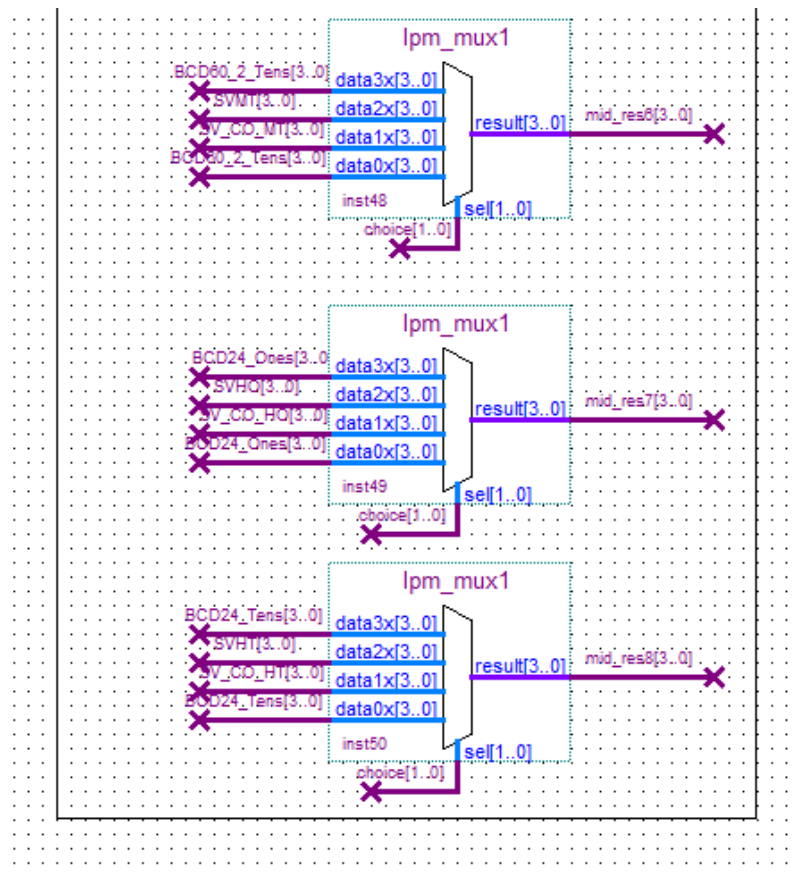 lpm_mux1
BCD60_2_Tens[3..0] data3x[3..0]
SVMT[3..0] data2x[3..0]
result[3..0] mid_res6[3..0]
SV_CO_MT[3..0] data1x[3..0]
BCD60_2_Tens[3..0] data0x[3..0]
inst48
sel[1..0]
choice[1..0]
lpm_mux1
BCD24_Ones[3..0 data3x[3..0]
SVHO[3..0] data2x[3..0]
result[3..0] mid_res7[3..0]
SV_CO_HO[3..0] data1x[3..0]
BCD24_Ones[3..0] data0x[3..0]
inst49
sel[1..0]
choice[1..0]
lpm_mux1
BCD24_Tens[3..0] data3x[3..0]
SVHT[3..0] data2x[3..0]
result[3..0] mid_res8[3..0]
SV_CO_HT[3..0] data1x[3..0]
BCD24_Tens[3..0] data0x[3..0]
inst50
sel[1..0]
choice[1..0]